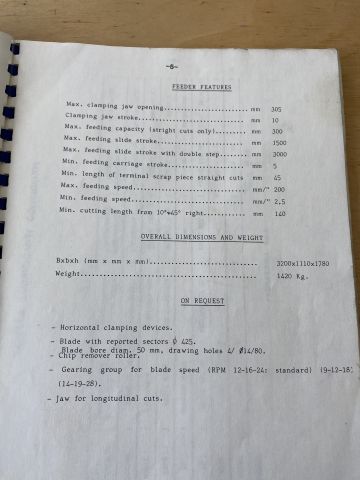 -6-
FEEDER FEATURES
Max. clamping jaw opening........................ mm 305
Clamping jaw stroke.............................. mm 10
Max. feeding capacity (stright cuts only)......... mm 300
Max. feeding slide stroke......................... mm 1500
Max. feeding slide stroke with double step....... mm 3000
Min. feeding carriage stroke...................... mm 5
Min. length of terminal scrap piece straight cuts mm 45
Max. feeding speed................................ mm/" 200
Min. feeding speed................................ mm/" 2,5
Min. cutting length from 10°÷45° right........... mm 140
OVERALL DIMENSIONS AND WEIGHT
Bxbxh (mm x mm x mm)............................ 3200x1110x1780
Weight.............................................. 1420 Kg.
ON REQUEST
- Horizontal clamping devices.
- Blade with reported sectors Ø 425.
Blade bore diam. 50 mm, drawing holes 4/ Ø14/80.
- Chip remover roller.
- Gearing group for blade speed (RPM 12-16-24: standard) (9-12-18)
(14-19-28).
- Jaw for longitudinal cuts.